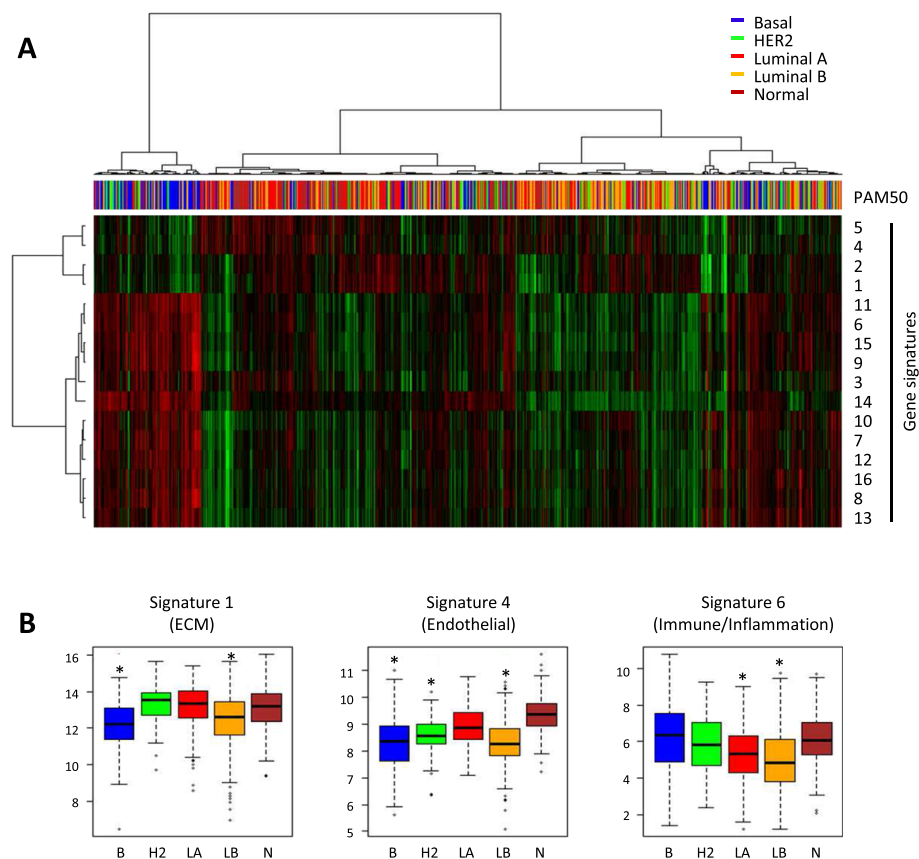 A
Basal
HER2
Luminal A
Luminal B
Normal
PAM50
5
4
2
1
11
6
15
9
3
14
10
7
12
16
8
13
Gene signatures
B
Signature 1
(ECM)
16
14
12
10
8
*
*
B H2 LA LB N
Signature 4
(Endothelial)
11
10
9
8
7
6
5
*
*
*
B H2 LA LB N
Signature 6
(Immune/Inflammation)
10
8
6
4
2
*
*
B H2 LA LB N